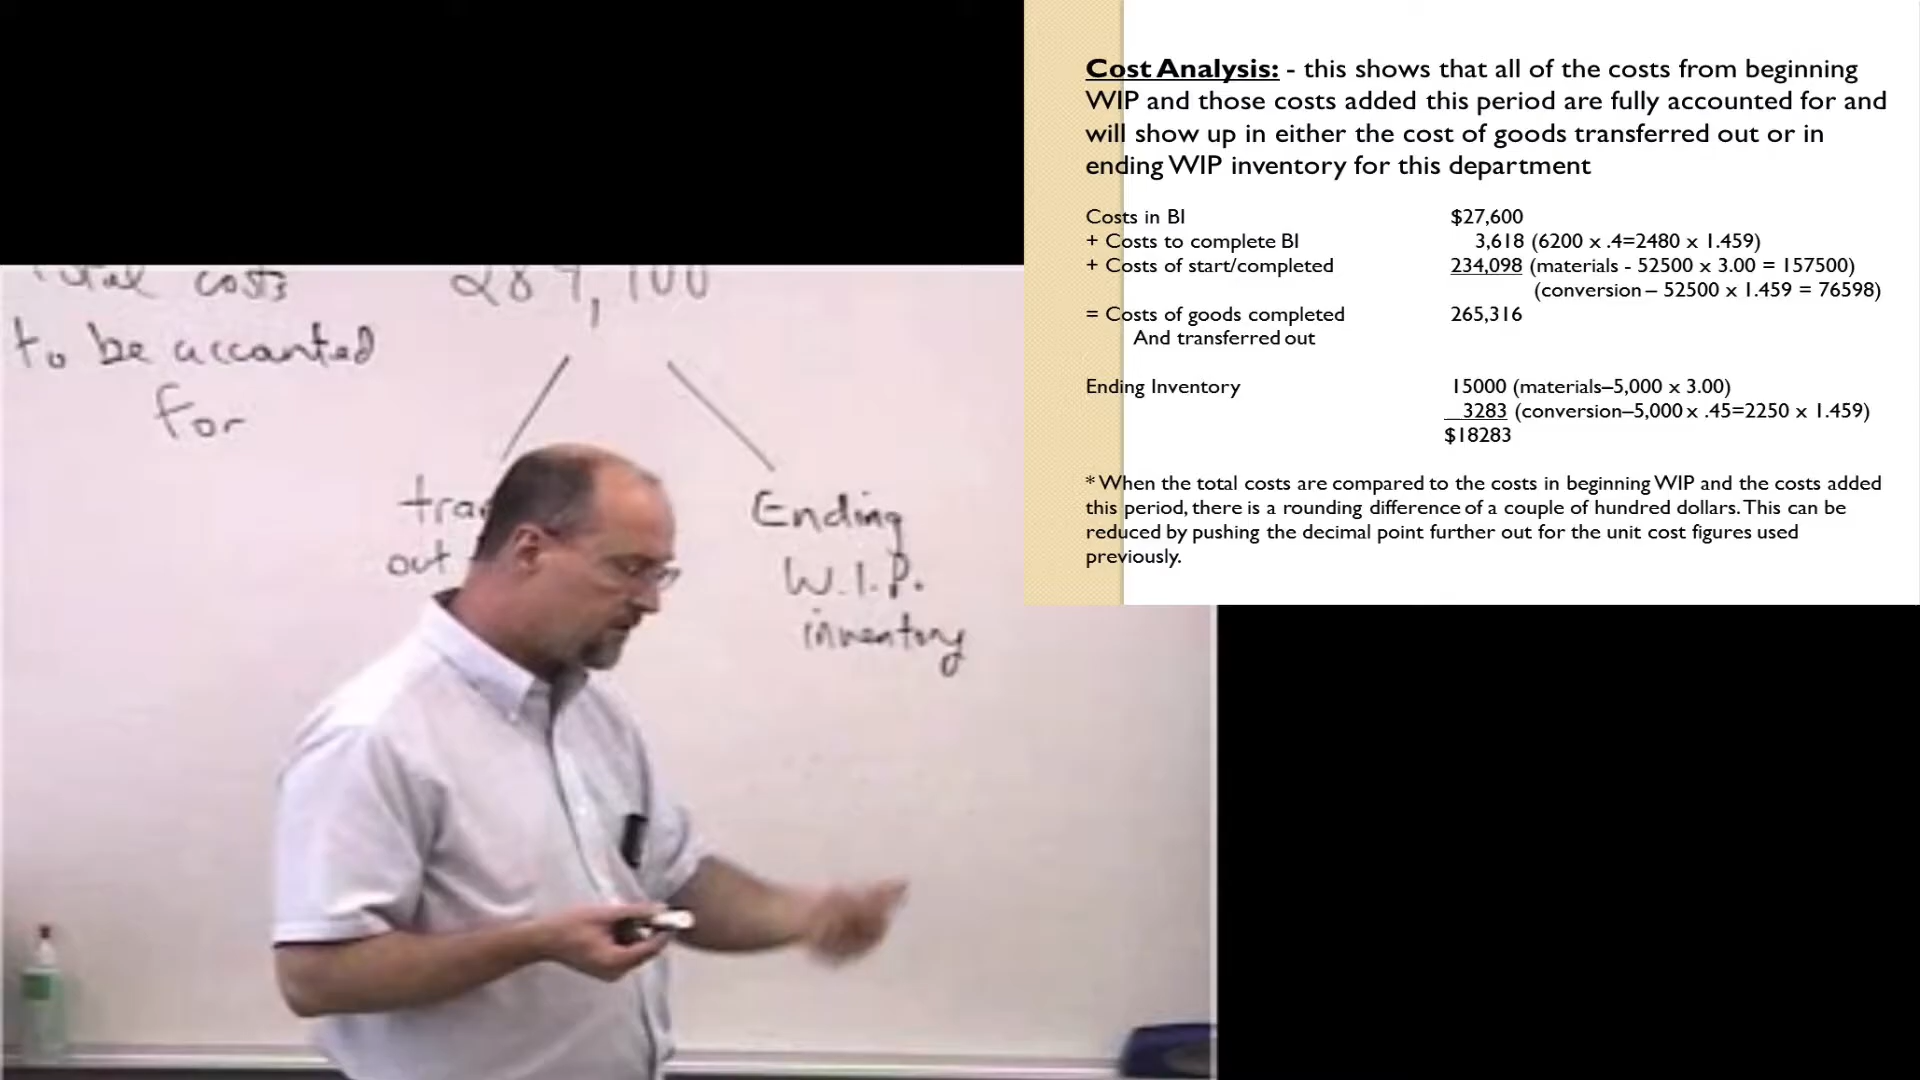 Cost Analysis: - this shows that all of the costs from beginning
WIP and those costs added this period are fully accounted for and
will show up in either the cost of goods transferred out or in
ending WIP inventory for this department
Costs in BI $27,600
+ Costs to complete BI 3,618 (6200 x .4=2480 x 1.459)
+ Costs of start/completed 234,098 (materials - 52500 x 3.00 = 157500)
(conversion – 52500 x 1.459 = 76598)
= Costs of goods completed 265,316
And transferred out
Ending Inventory 15000 (materials–5,000 x 3.00)
3283 (conversion–5,000 x .45=2250 x 1.459)
$18283
* When the total costs are compared to the costs in beginning WIP and the costs added
this period, there is a rounding difference of a couple of hundred dollars. This can be
reduced by pushing the decimal point further out for the unit cost figures used
previously.
costs
to be accounted
for
out
Ending
W.I.P.
inventory